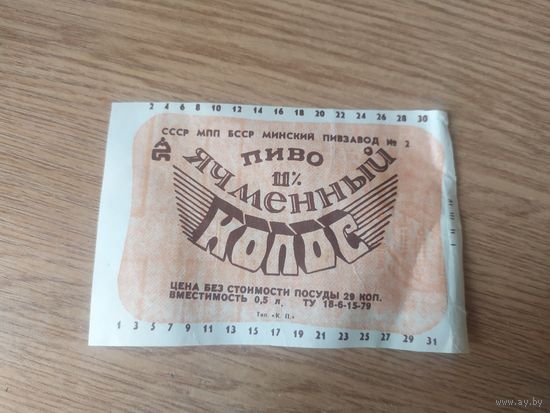 2 4 6 8 10 12 14 16 18 20 22 24 26 28 30
СССР МПП БССР МИНСКИЙ ПИВЗАВОД № 2
ПИВО
11%
ЯЧМЕННЫЙ
КОЛОС
ЦЕНА БЕЗ СТОИМОСТИ ПОСУДЫ 29 КОП.
ВМЕСТИМОСТЬ 0,5 л. ТУ 18-6-15-79
Тип. «К. П.»
1 3 5 7 9 11 13 15 17 19 21 23 25 27 29 31
www.ay.by